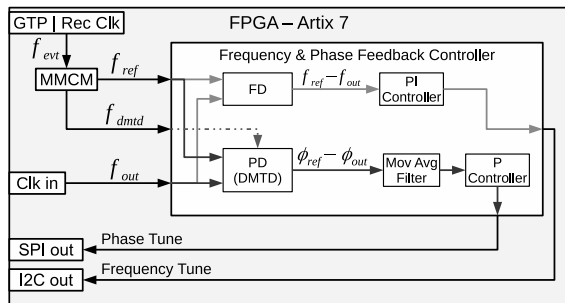 GTP | Rec Clk
FPGA – Artix 7
f_evt
MMCM
f_ref
f_dmtd
Frequency & Phase Feedback Controller
FD
f_ref − f_out
PI
Controller
PD
(DMTD)
ϕ_ref − ϕ_out
Mov Avg
Filter
P
Controller
Clk in
f_out
SPI out
Phase Tune
I2C out
Frequency Tune